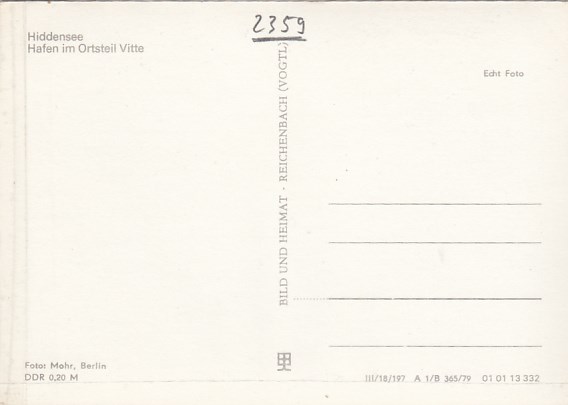 2359
Hiddensee
Hafen im Ortsteil Vitte
Echt Foto
BILD UND HEIMAT · REICHENBACH (VOGTL)
Foto: Mohr, Berlin
DDR 0,20 M
III/18/197 A 1/B 365/79 01 01 13 332